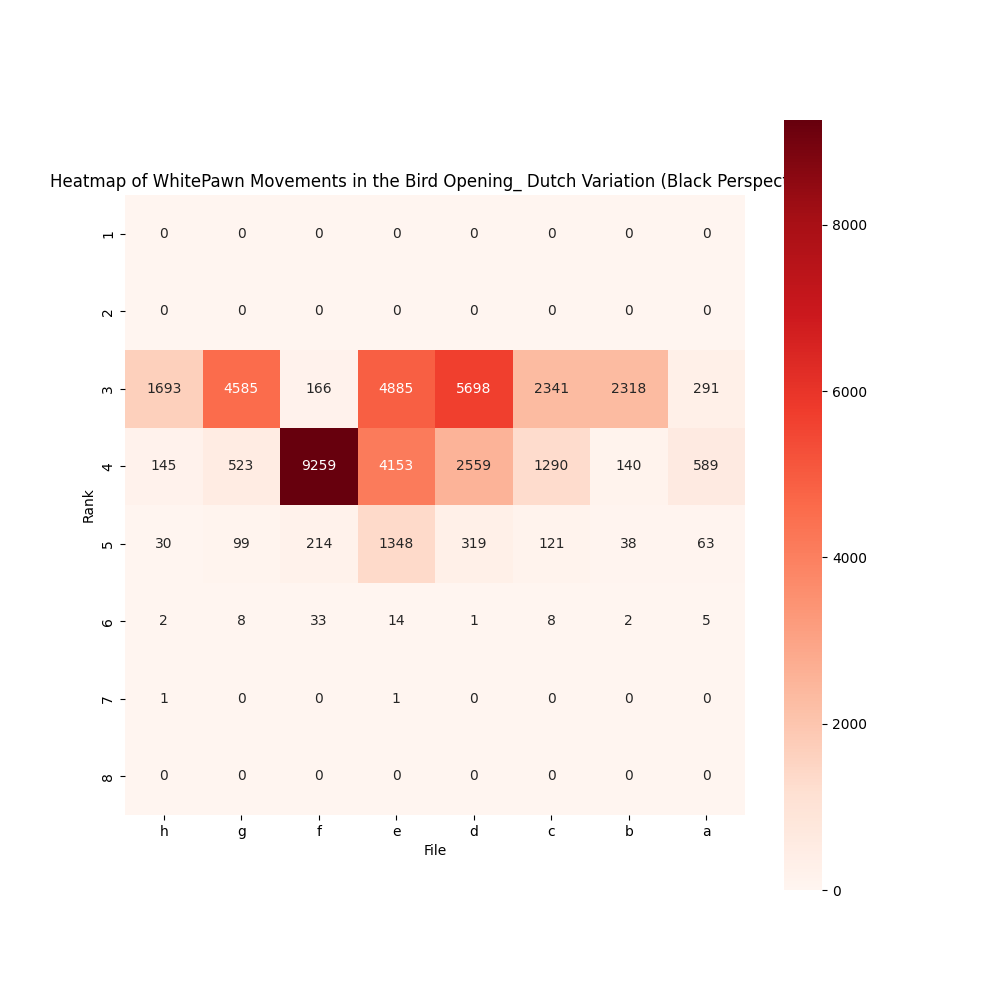 Heatmap of WhitePawn Movements in the Bird Opening_ Dutch Variation (Black
1 0 0 0 0 0 0 0 0
2 0 0 0 0 0 0 0 0
3 1693 4585 166 4885 5698 2341 2318 291
4 145 523 9259 4153 2559 1290 140 589
5 30 99 214 1348 319 121 38 63
6 2 8 33 14 1 8 2 5
7 1 0 0 1 0 0 0 0
8 0 0 0 0 0 0 0 0
h g f e d c b a
File
Rank
8000
6000
4000
2000
0